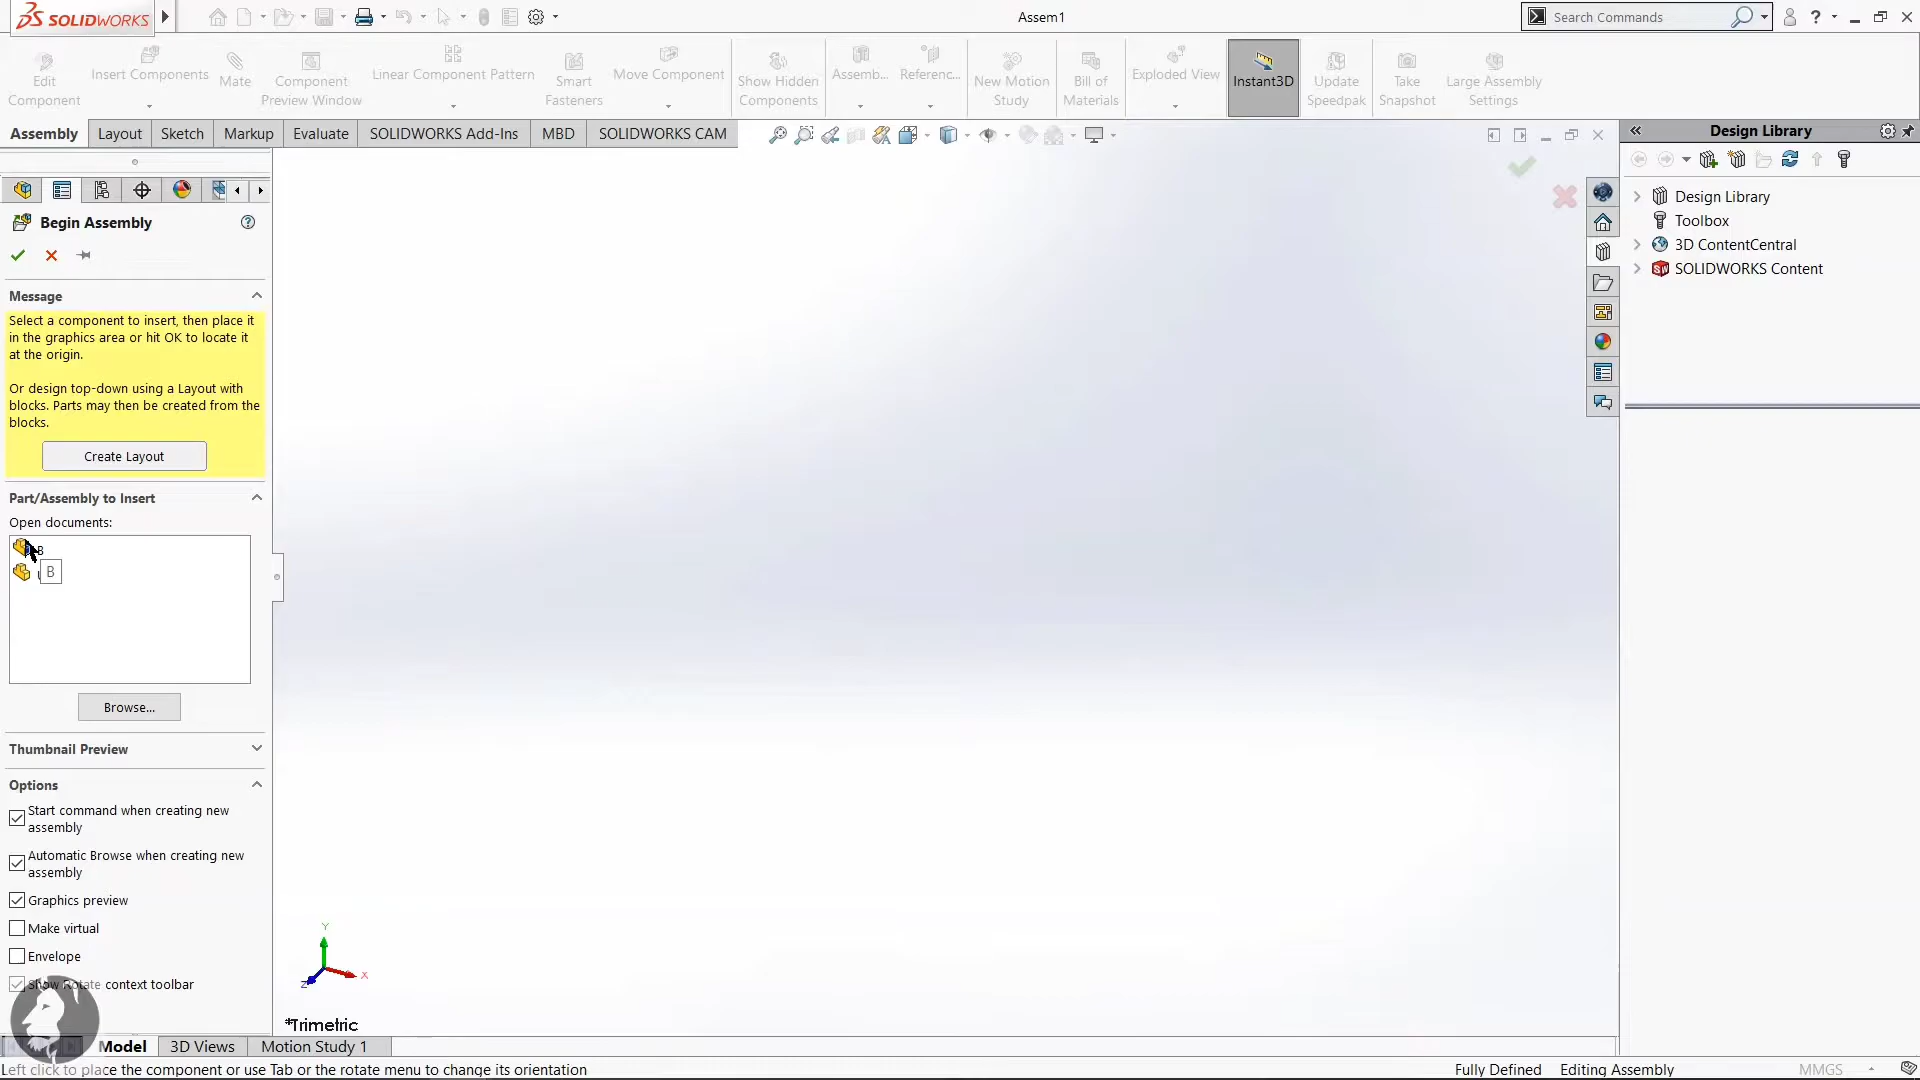 SOLIDWORKS
Assem1
Search Commands
Edit Component
Insert Components
Mate
Component Preview Window
Linear Component Pattern
Smart Fasteners
Move Component
Show Hidden Components
Assemb...
Referenc...
New Motion Study
Bill of Materials
Exploded View
Instant3D
Update Speedpak
Take Snapshot
Large Assembly Settings
Assembly
Layout
Sketch
Markup
Evaluate
SOLIDWORKS Add-Ins
MBD
SOLIDWORKS CAM
Design Library
Design Library
Toolbox
3D ContentCentral
SOLIDWORKS Content
Begin Assembly
Message
Select a component to insert, then place it
in the graphics area or hit OK to locate it
at the origin.
Or design top-down using a Layout with
blocks. Parts may then be created from the
blocks.
Create Layout
Part/Assembly to Insert
Open documents:
B
B
Browse...
Thumbnail Preview
Options
Start command when creating new
assembly
Automatic Browse when creating new
assembly
Graphics preview
Make virtual
Envelope
Show Rotate context toolbar
Y
X
Z
*Trimetric
Model
3D Views
Motion Study 1
Left click to place the component or use Tab or the rotate menu to change its orientation
Fully Defined
Editing Assembly
MMGS